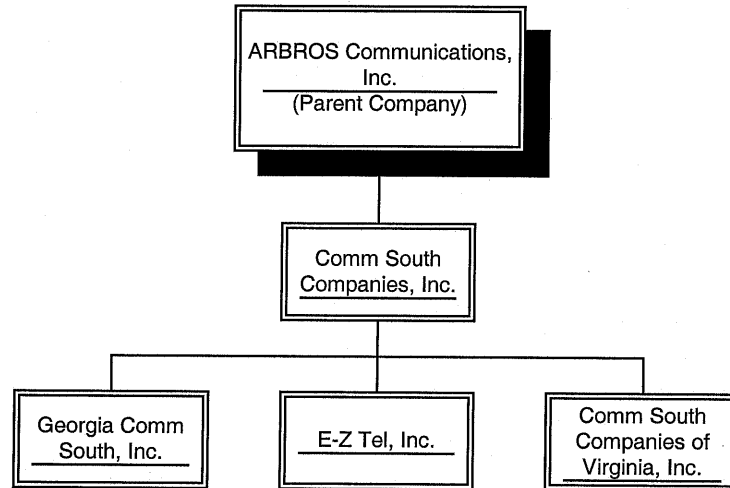 ARBROS Communications,
Inc.
(Parent Company)
Comm South
Companies, Inc.
Georgia Comm
South, Inc.
E-Z Tel, Inc.
Comm South
Companies of
Virginia, Inc.